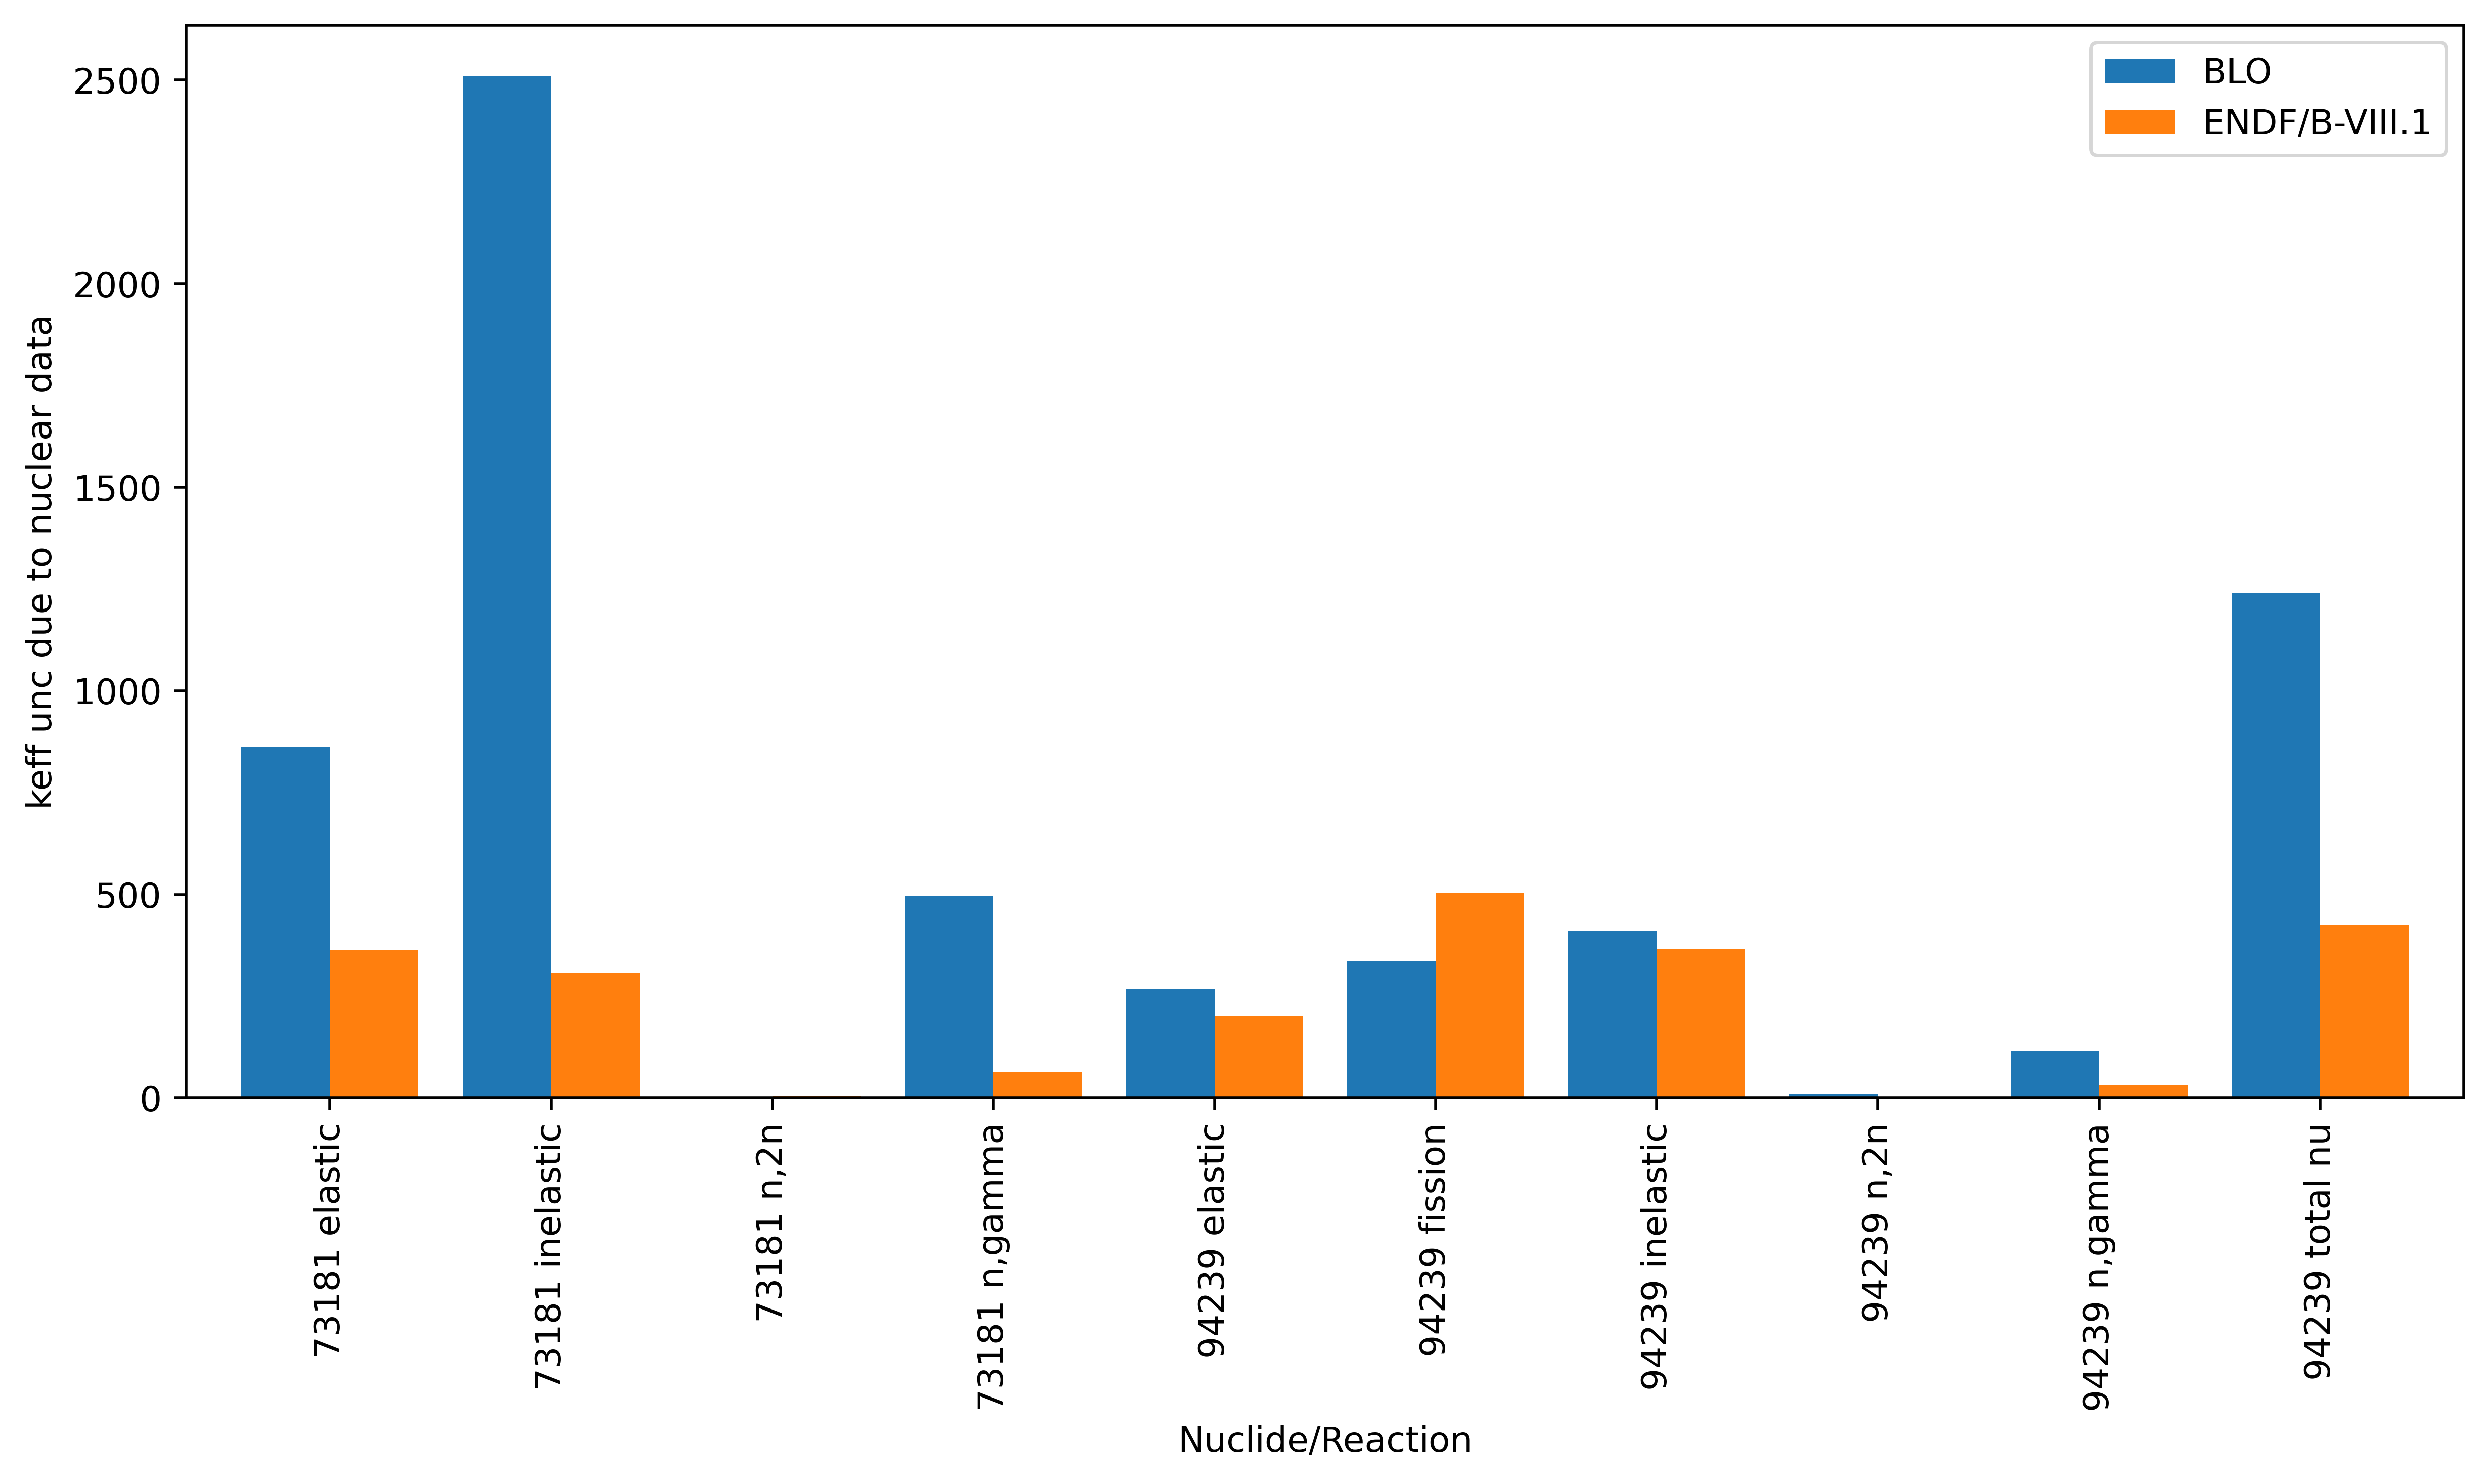 BLO
ENDF/B-VIII.1
keff unc due to nuclear data
2500
2000
1500
1000
500
0
73181 elastic
73181 inelastic
73181 n,2n
73181 n,gamma
94239 elastic
94239 fission
94239 inelastic
94239 n,2n
94239 n,gamma
94239 total nu
Nuclide/Reaction